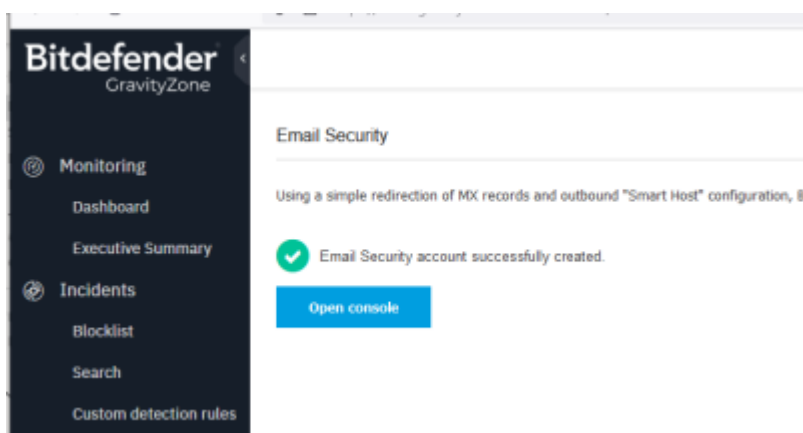 Bitdefender
GravityZone
Email Security
Monitoring
Using a simple redirection of MX records and outbound "Smart Host" configuration,
Dashboard
Executive Summary
Email Security account successfully created.
Incidents
Open console
Blocklist
Search
Custom detection rules